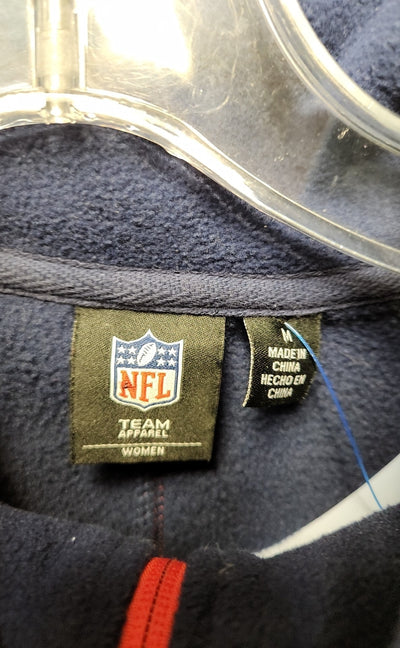 NFL
TEAM
APPAREL
WOMEN
M
MADE IN
CHINA
HECHO EN
CHINA